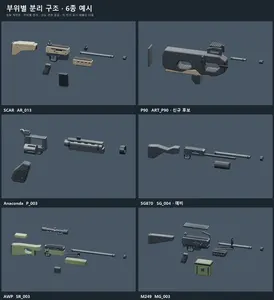 부위별 분리 구조 · 6종 예시
SCAR AR_013
P90 ART_P90 · 신규 후보
Anaconda P_003
SG870 SG_004 · 예비
AWP SR_003
M249 MG_003